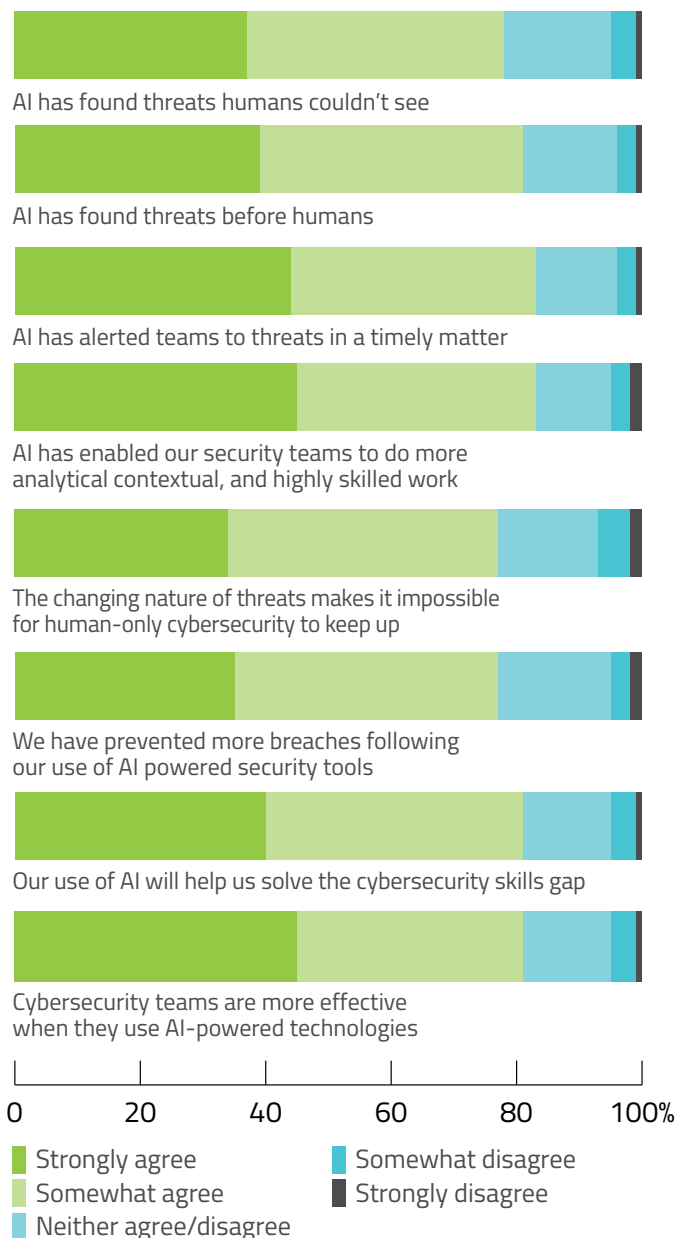 AI has found threats humans couldn’t see
AI has found threats before humans
AI has alerted teams to threats in a timely matter
AI has enabled our security teams to do more
analytical contextual, and highly skilled work
The changing nature of threats makes it impossible
for human-only cybersecurity to keep up
We have prevented more breaches following
our use of AI powered security tools
Our use of AI will help us solve the cybersecurity skills gap
Cybersecurity teams are more effective
when they use AI-powered technologies
0 20 40 60 80 100%
Strongly agree
Somewhat agree
Neither agree/disagree
Somewhat disagree
Strongly disagree